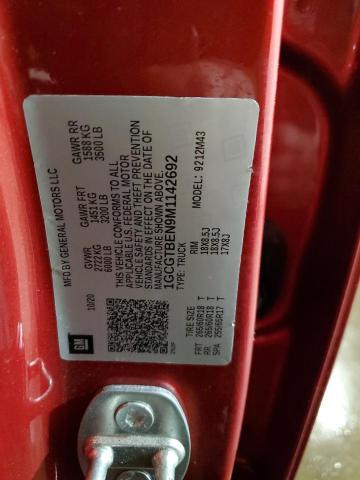 MFD BY GENERAL MOTORS LLC
10/20
GVWR GAWR FRT GAWR RR
2722 KG 1451 KG 1588 KG
6000 LB 3200 LB 3500 LB
THIS VEHICLE CONFORMS TO ALL
APPLICABLE U.S. FEDERAL MOTOR
VEHICLE SAFETY AND THEFT PREVENTION
STANDARDS IN EFFECT ON THE DATE OF
MANUFACTURE SHOWN ABOVE.
1GCGTBEN9M1142692
TYPE: TRUCK MODEL: 9212M43
TIRE SIZE RIM
FRT 265/60R18 T 18X8.5J
RR 265/60R18 T 18X8.5J
SPA 255/65R17 T 17X8J
GM